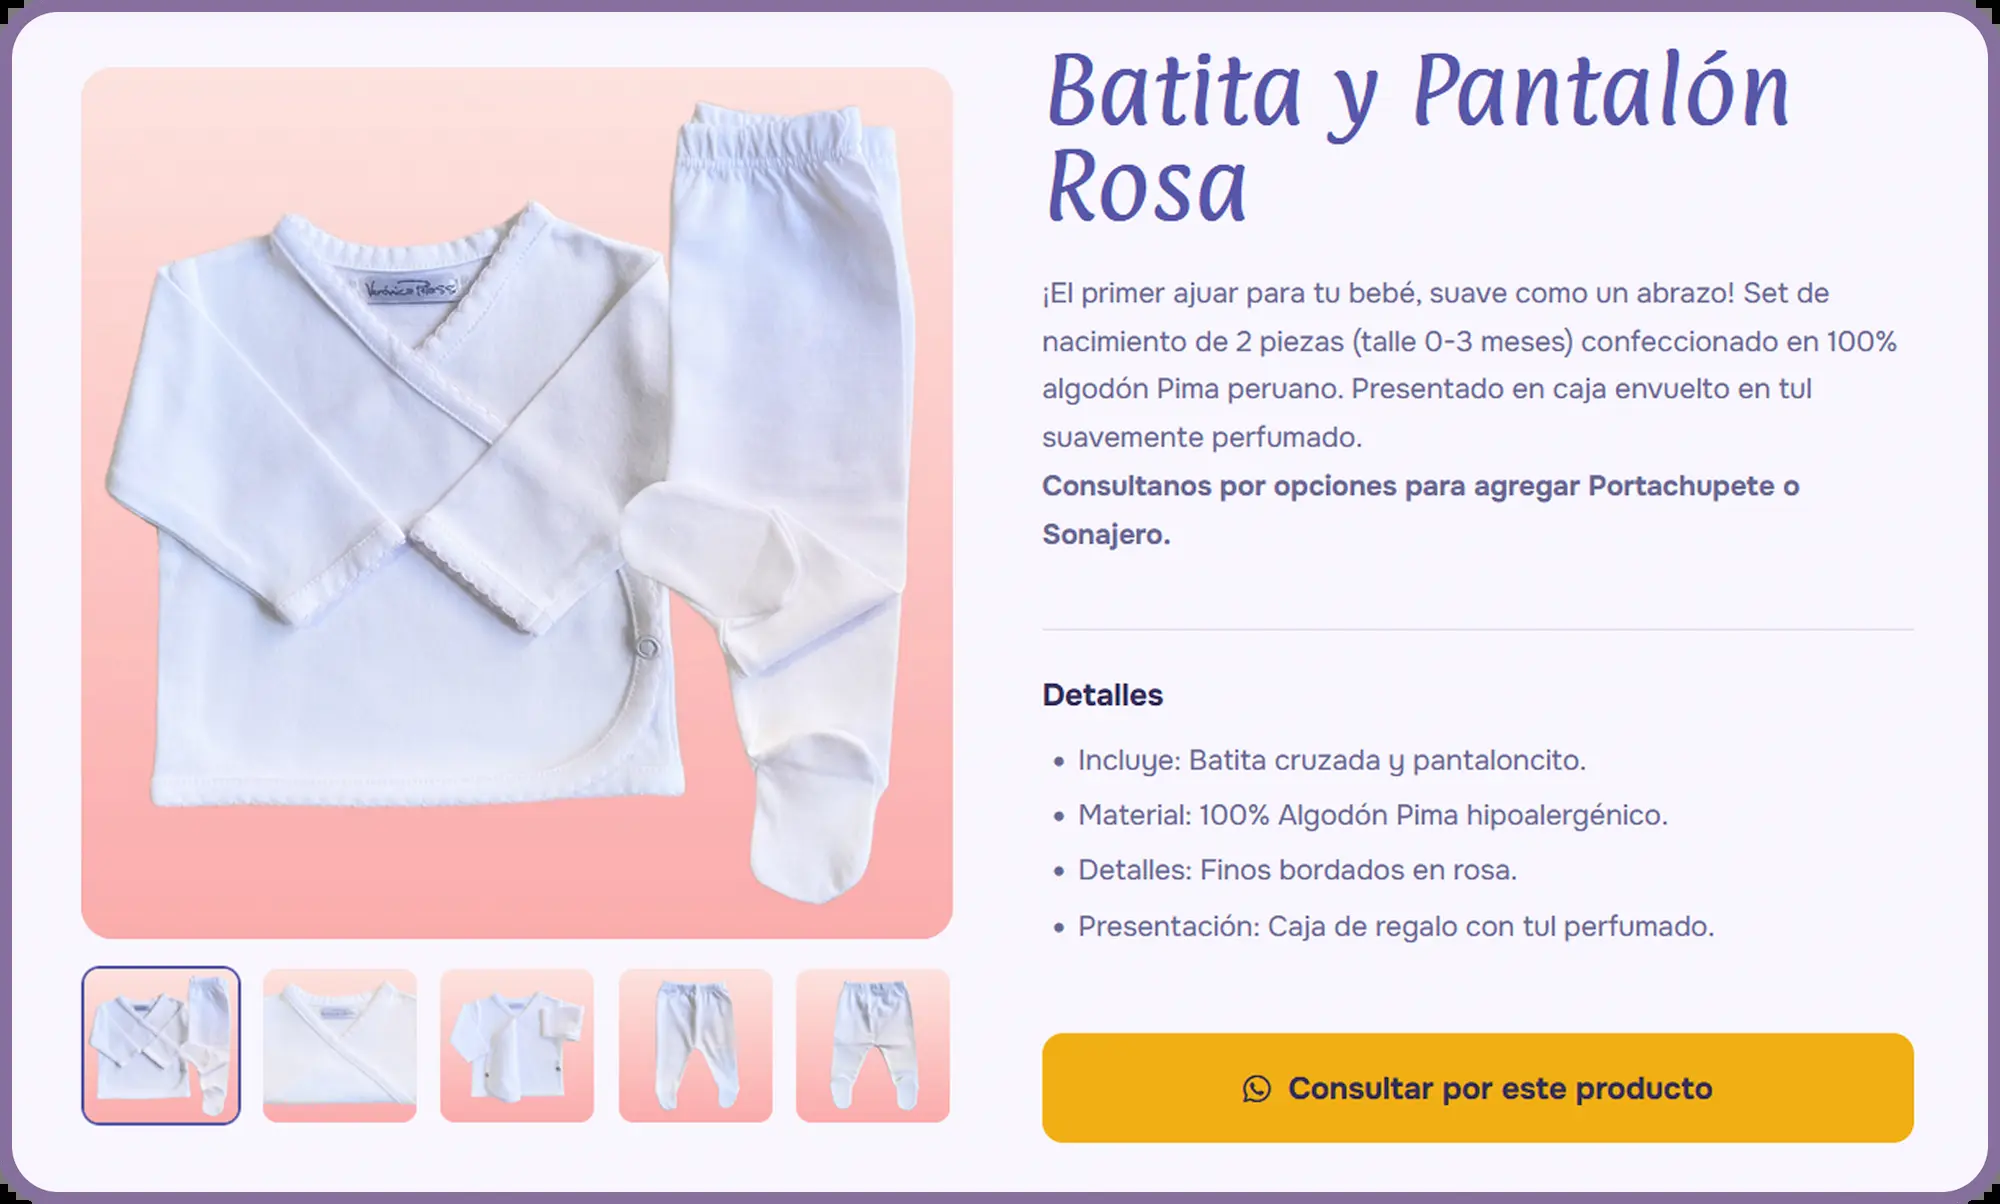 Batita y Pantalón
Rosa
Verónica
¡El primer ajuar para tu bebé, suave como un abrazo! Set de
nacimiento de 2 piezas (talle 0-3 meses) confeccionado en 100%
algodón Pima peruano. Presentado en caja envuelto en tul
suavemente perfumado.
Consultanos por opciones para agregar Portachupete o
Sonajero.
Detalles
• Incluye: Batita cruzada y pantaloncito.
• Material: 100% Algodón Pima hipoalergénico.
• Detalles: Finos bordados en rosa.
• Presentación: Caja de regalo con tul perfumado.
Consultar por este producto